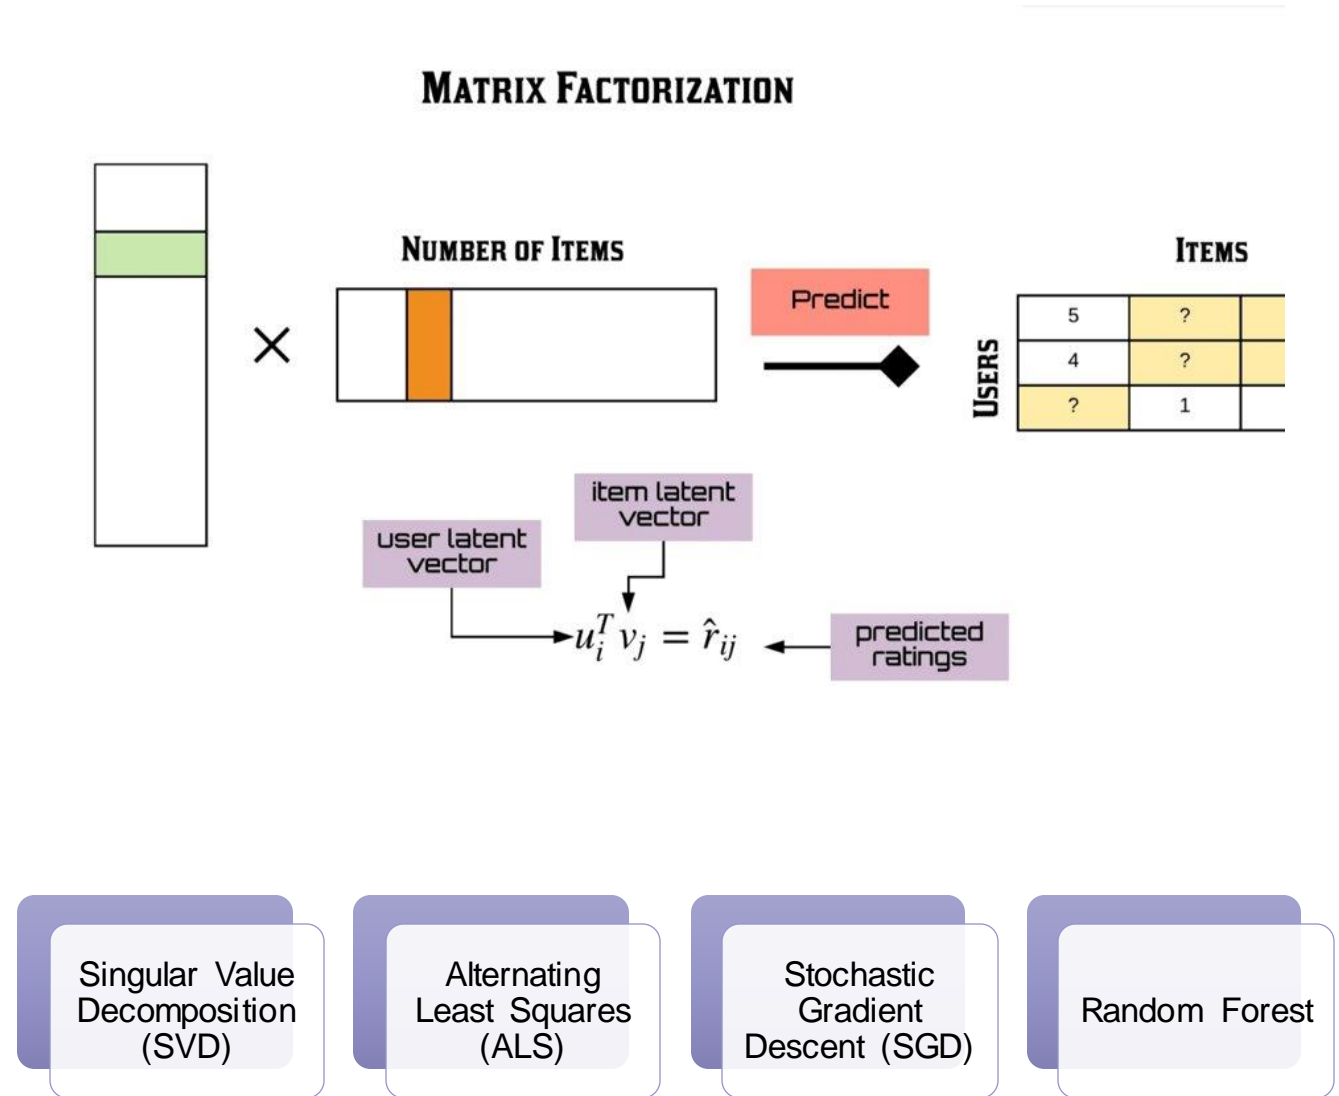 MATRIX FACTORIZATION
NUMBER OF ITEMS
×
Predict
ITEMS
USERS
5 ?
4 ?
? 1
item latent
vector
user latent
vector
u_i^T v_j = r̂_ij
predicted
ratings
Singular Value
Decomposition
(SVD)
Alternating
Least Squares
(ALS)
Stochastic
Gradient
Descent (SGD)
Random Forest